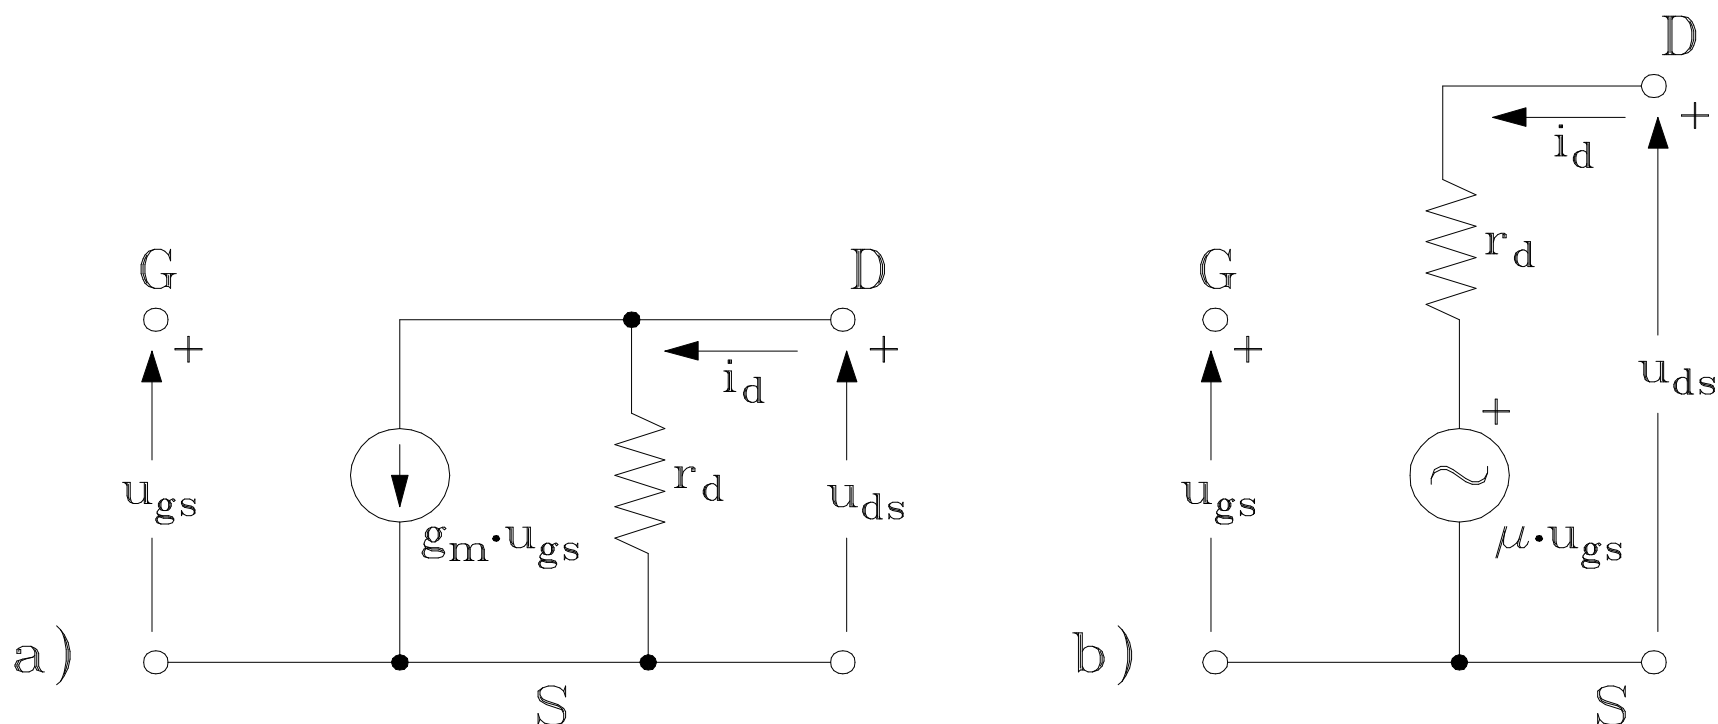 G
+
u_gs
g_m·u_gs
r_d
i_d
D
+
u_ds
S
a)
G
+
u_gs
D
+
i_d
r_d
+
μ·u_gs
u_ds
S
b)